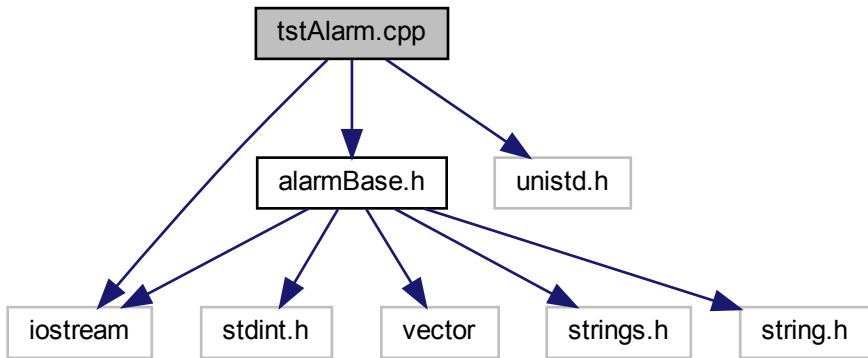 tstAlarm.cpp
alarmBase.h
unistd.h
iostream
stdint.h
vector
strings.h
string.h